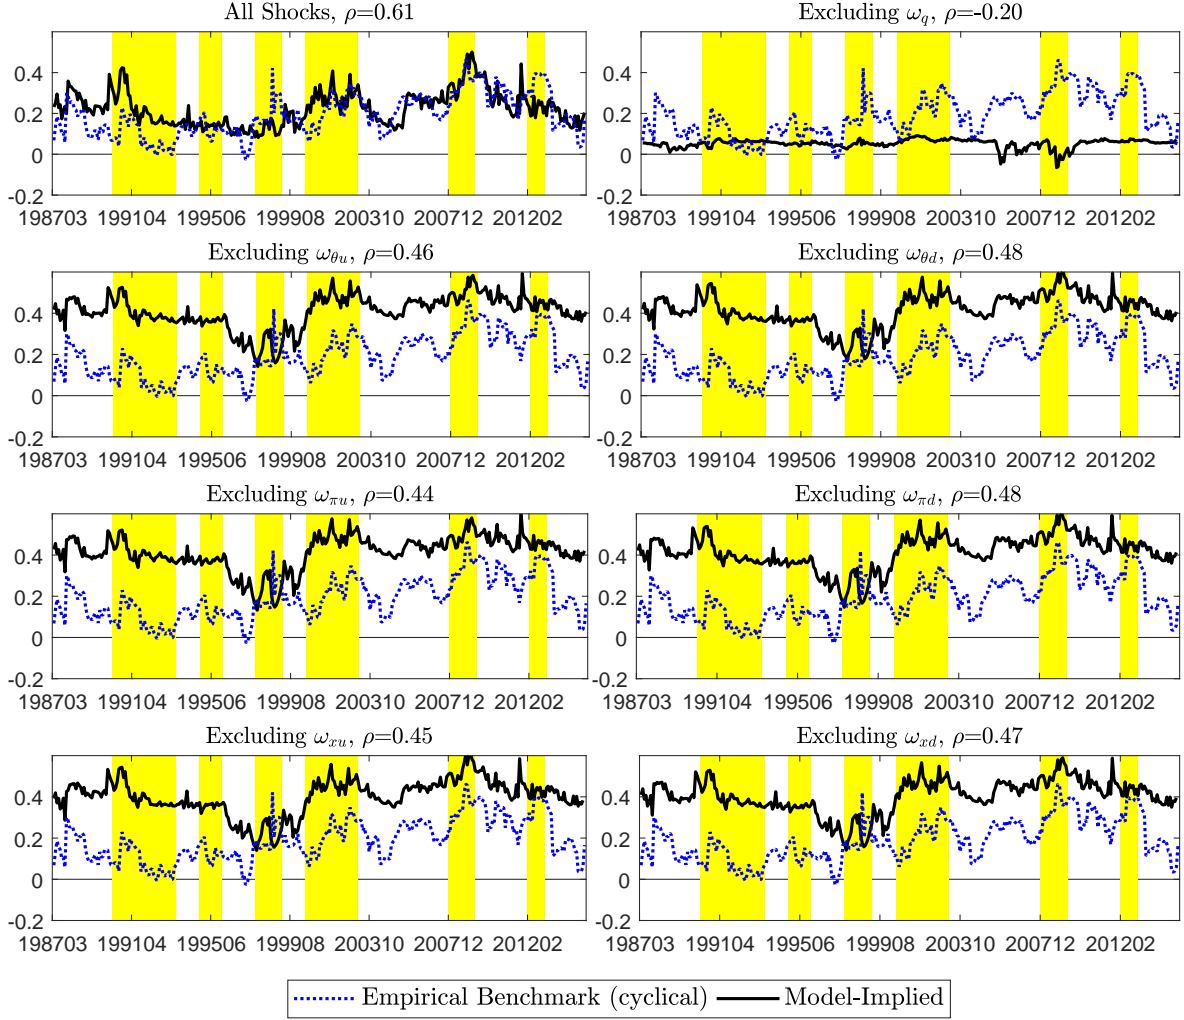 All Shocks, ρ=0.61
0.4
0.2
0
-0.2
198703 199104 199506 199908 200310 200712 201202
Excluding ω_q, ρ=-0.20
0.4
0.2
0
-0.2
198703 199104 199506 199908 200310 200712 201202
Excluding ω_θu, ρ=0.46
0.4
0.2
0
-0.2
198703 199104 199506 199908 200310 200712 201202
Excluding ω_θd, ρ=0.48
0.4
0.2
0
-0.2
198703 199104 199506 199908 200310 200712 201202
Excluding ω_πu, ρ=0.44
0.4
0.2
0
-0.2
198703 199104 199506 199908 200310 200712 201202
Excluding ω_πd, ρ=0.48
0.4
0.2
0
-0.2
198703 199104 199506 199908 200310 200712 201202
Excluding ω_xu, ρ=0.45
0.4
0.2
0
-0.2
198703 199104 199506 199908 200310 200712 201202
Excluding ω_xd, ρ=0.47
0.4
0.2
0
-0.2
198703 199104 199506 199908 200310 200712 201202
Empirical Benchmark (cyclical) Model-Implied